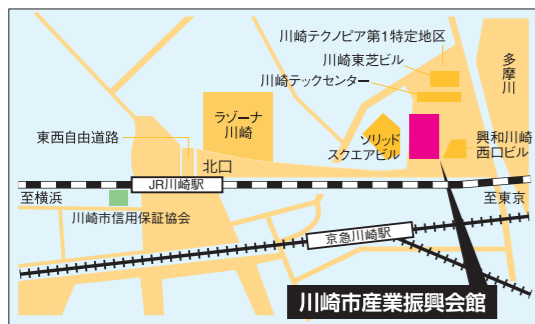 川崎テクノピア第1特定地区
川崎東芝ビル
川崎テックセンター
多摩川
ラゾーナ
川崎
東西自由道路
ソリッド
スクエアビル
興和川崎
西口ビル
北口
JR川崎駅
至横浜
至東京
川崎市信用保証協会
京急川崎駅
川崎市産業振興会館